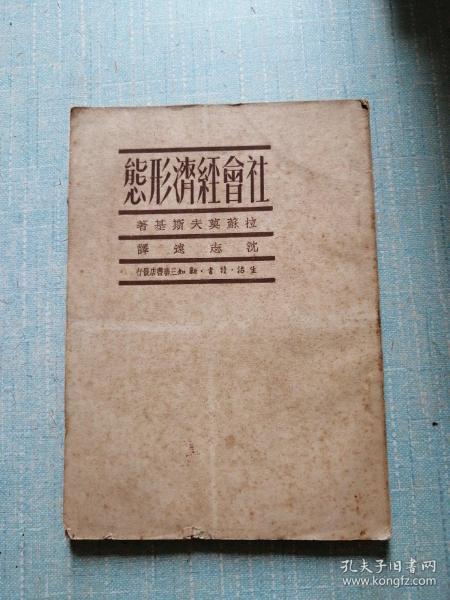 社會經濟形態
拉蘇莫夫斯基著
沈志遠譯
生活·讀書·新知三聯書店發行
孔夫子旧书网
www.kongfz.com